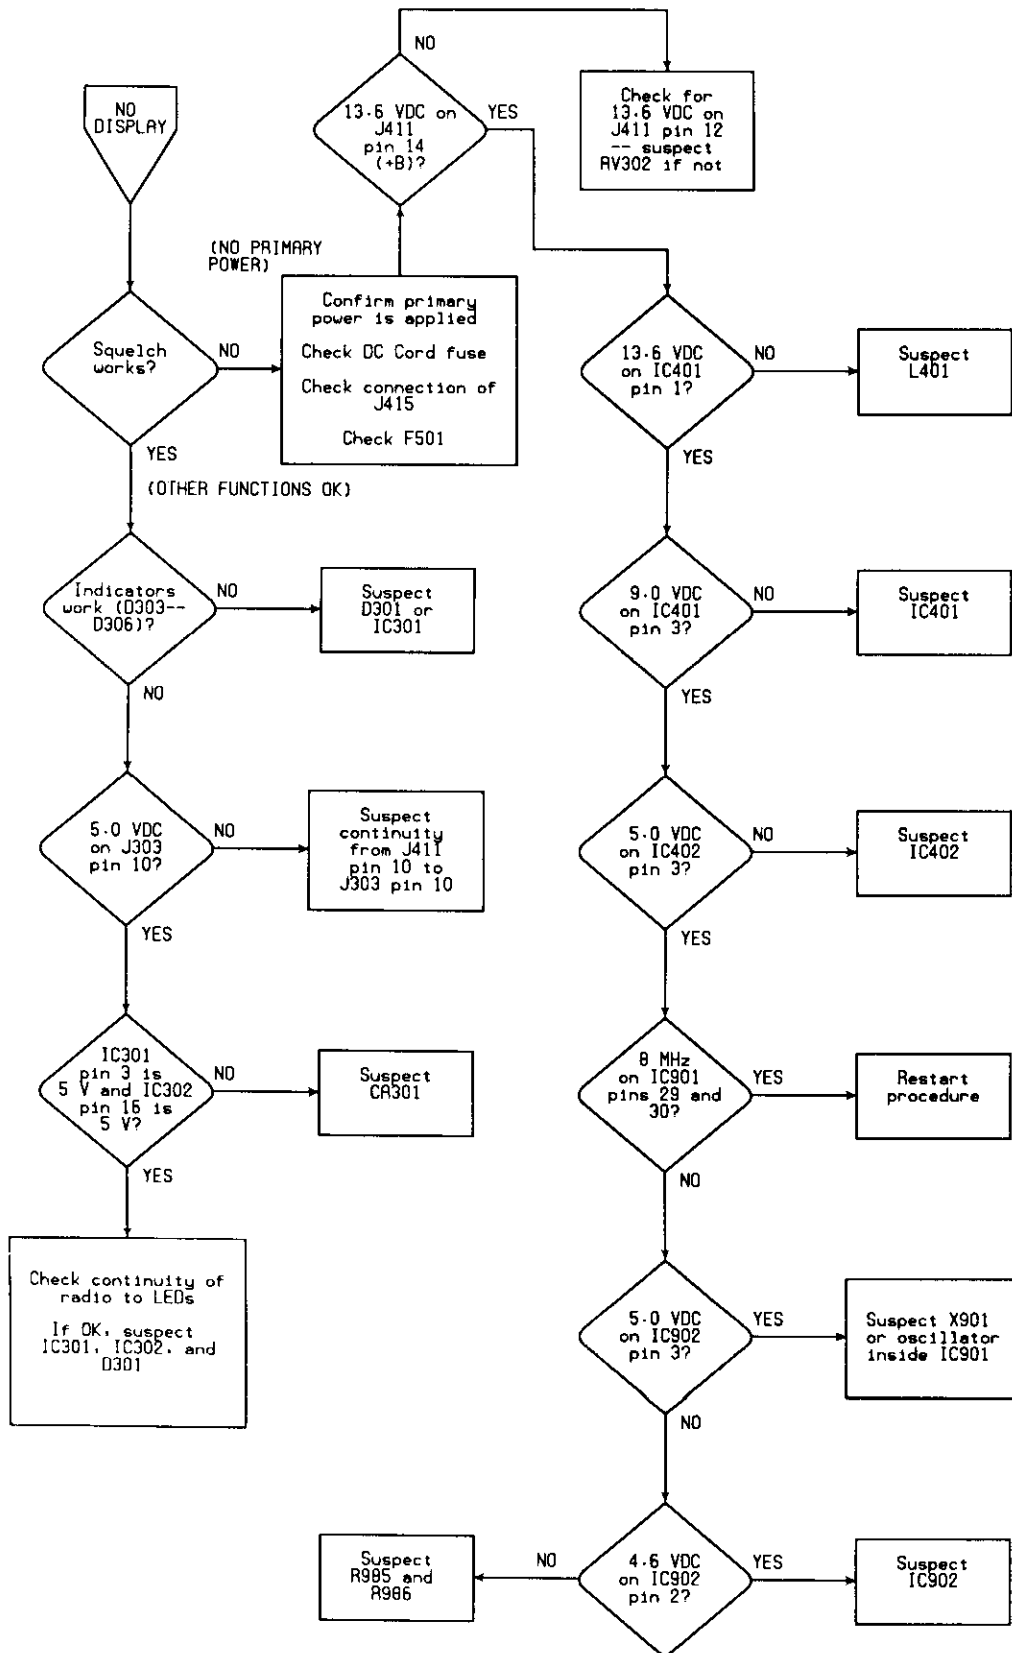 NO
DISPLAY
Squelch
works?
NO
YES
(OTHER FUNCTIONS OK)
(NO PRIMARY
POWER)
Confirm primary
power is applied
Check DC Cord fuse
Check connection of
J415
Check F501
13.6 VDC on
J411
pin 14
(+B)?
NO
YES
Check for
13.6 VDC on
J411 pin 12
-- suspect
RV302 if not
Indicators
work (D303--
D306)?
NO
Suspect
D301 or
IC301
NO
5.0 VDC
on J303
pin 10?
NO
Suspect
continuity
from J411
pin 10 to
J303 pin 10
YES
IC301
pin 3 is
5 V and IC302
pin 16 is
5 V?
NO
Suspect
CR301
YES
Check continuity of
radio to LEDs
If OK, suspect
IC301, IC302, and
D301
13.6 VDC
on IC401
pin 1?
NO
Suspect
L401
YES
9.0 VDC
on IC401
pin 3?
NO
Suspect
IC401
YES
5.0 VDC
on IC402
pin 3?
NO
Suspect
IC402
YES
8 MHz
on IC901
pins 29 and
30?
YES
Restart
procedure
NO
5.0 VDC
on IC902
pin 3?
YES
Suspect X901
or oscillator
inside IC901
NO
4.6 VDC
on IC902
pin 2?
NO
Suspect
R985 and
R986
YES
Suspect
IC902